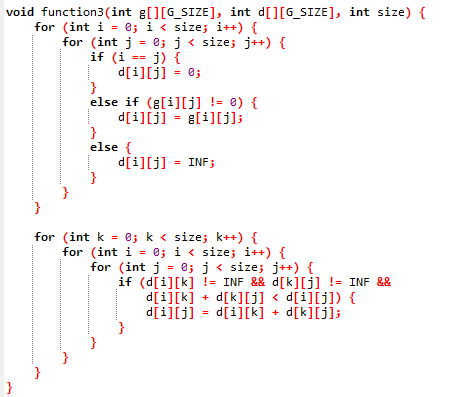 void function3(int g[][G_SIZE], int d[][G_SIZE], int size) {
    for (int i = 0; i < size; i++) {
        for (int j = 0; j < size; j++) {
            if (i == j) {
                d[i][j] = 0;
            }
            else if (g[i][j] != 0) {
                d[i][j] = g[i][j];
            }
            else {
                d[i][j] = INF;
            }
        }
    }

    for (int k = 0; k < size; k++) {
        for (int i = 0; i < size; i++) {
            for (int j = 0; j < size; j++) {
                if (d[i][k] != INF && d[k][j] != INF &&
                    d[i][k] + d[k][j] < d[i][j]) {
                    d[i][j] = d[i][k] + d[k][j];
                }
            }
        }
    }
}